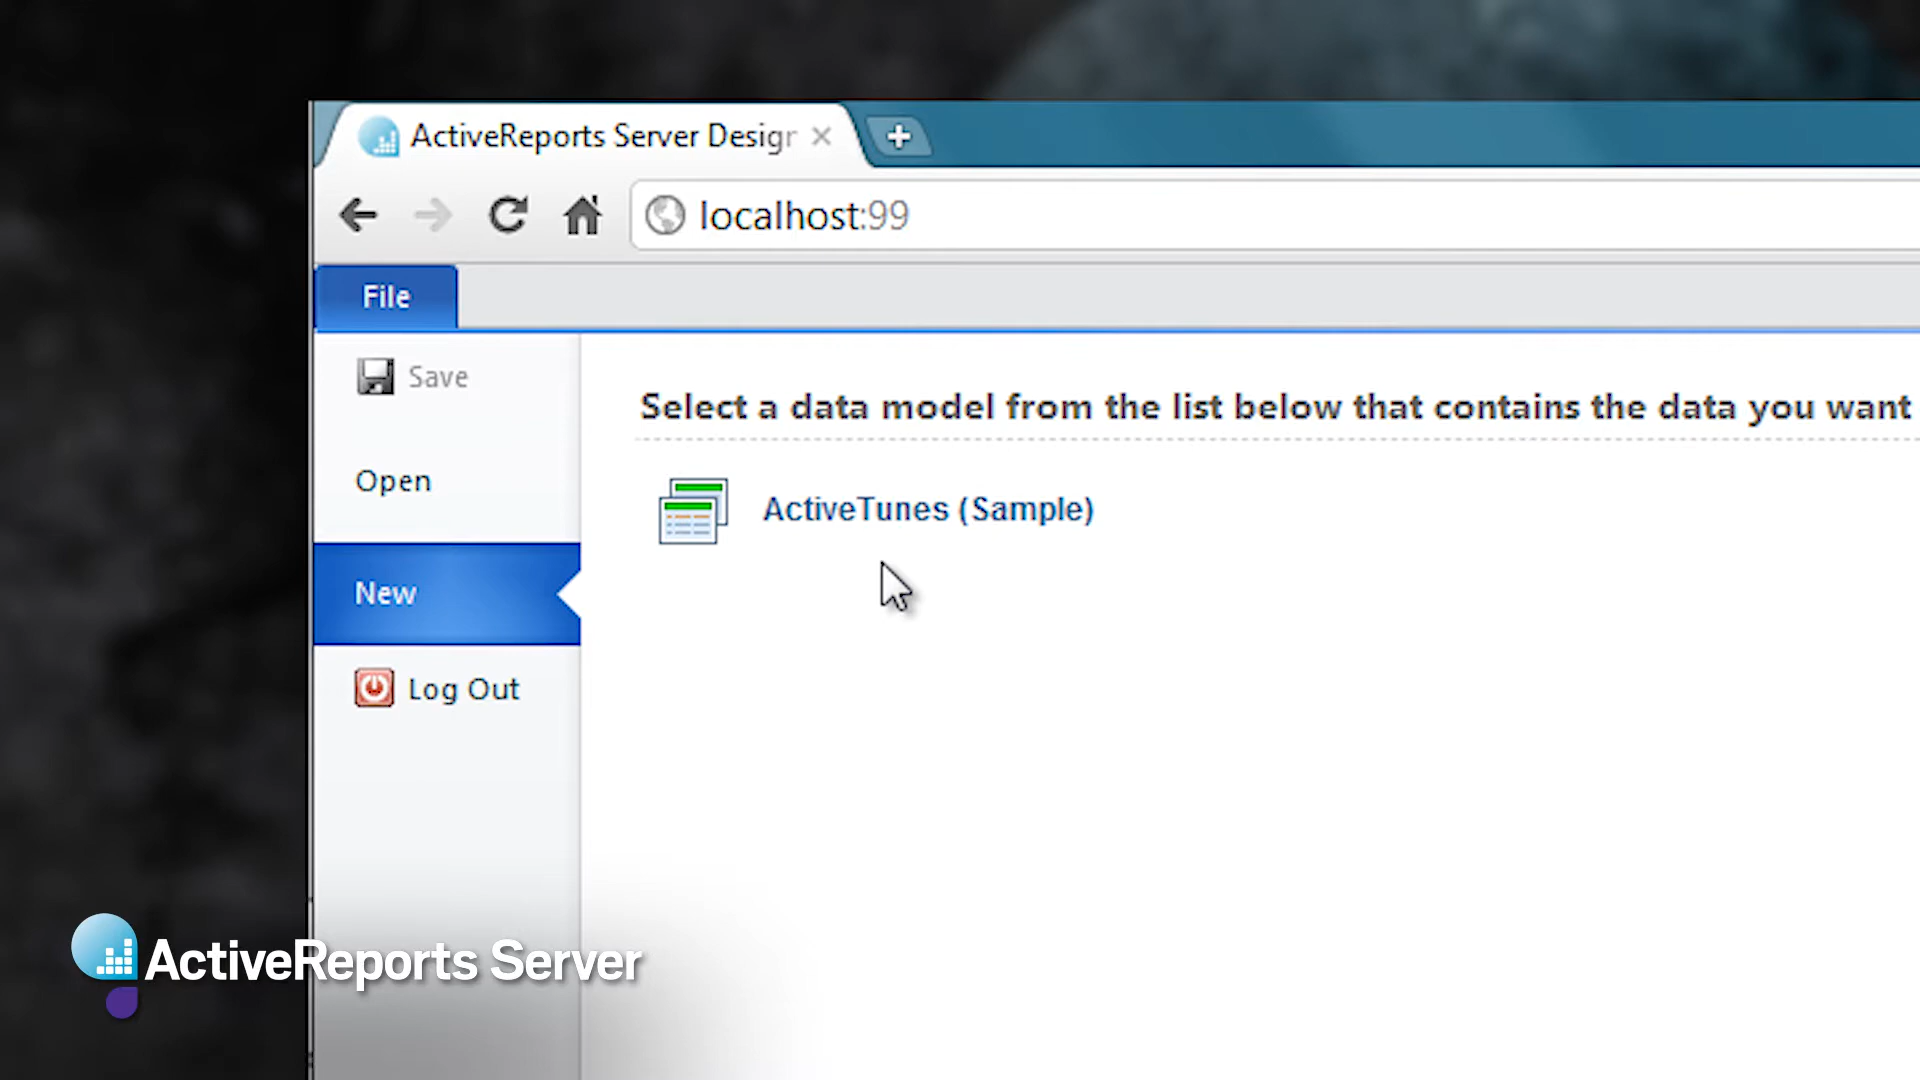 ActiveReports Server Desigr
localhost:99
File
Save
Select a data model from the list below that contains the data you want
Open
ActiveTunes (Sample)
New
Log Out
ActiveReports Server